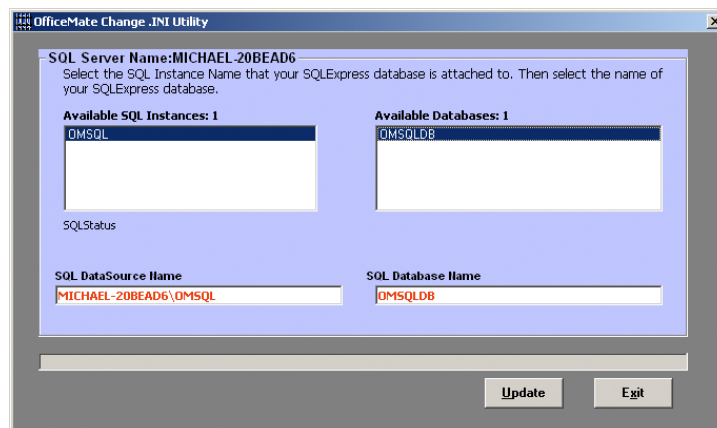 OfficeMate Change .INI Utility
SQL Server Name:MICHAEL-20BEAD6
Select the SQL Instance Name that your SQLExpress database is attached to. Then select the name of
your SQLExpress database.
Available SQL Instances: 1
Available Databases: 1
OMSQL
OMSQLDB
SQLStatus
SQL DataSource Name
SQL Database Name
MICHAEL-20BEAD6\OMSQL
OMSQLDB
Update
Exit